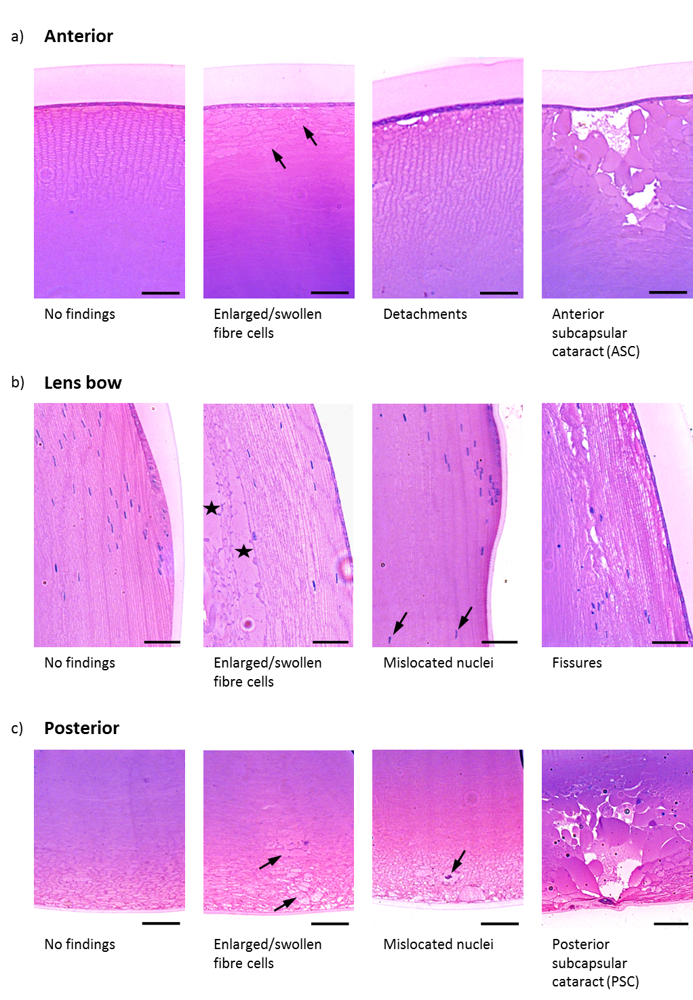 a) Anterior
No findings
Enlarged/swollen
fibre cells
Detachments
Anterior
subcapsular
cataract (ASC)
b) Lens bow
No findings
Enlarged/swollen
fibre cells
Mislocated nuclei
Fissures
c) Posterior
No findings
Enlarged/swollen
fibre cells
Mislocated nuclei
Posterior
subcapsular
cataract (PSC)